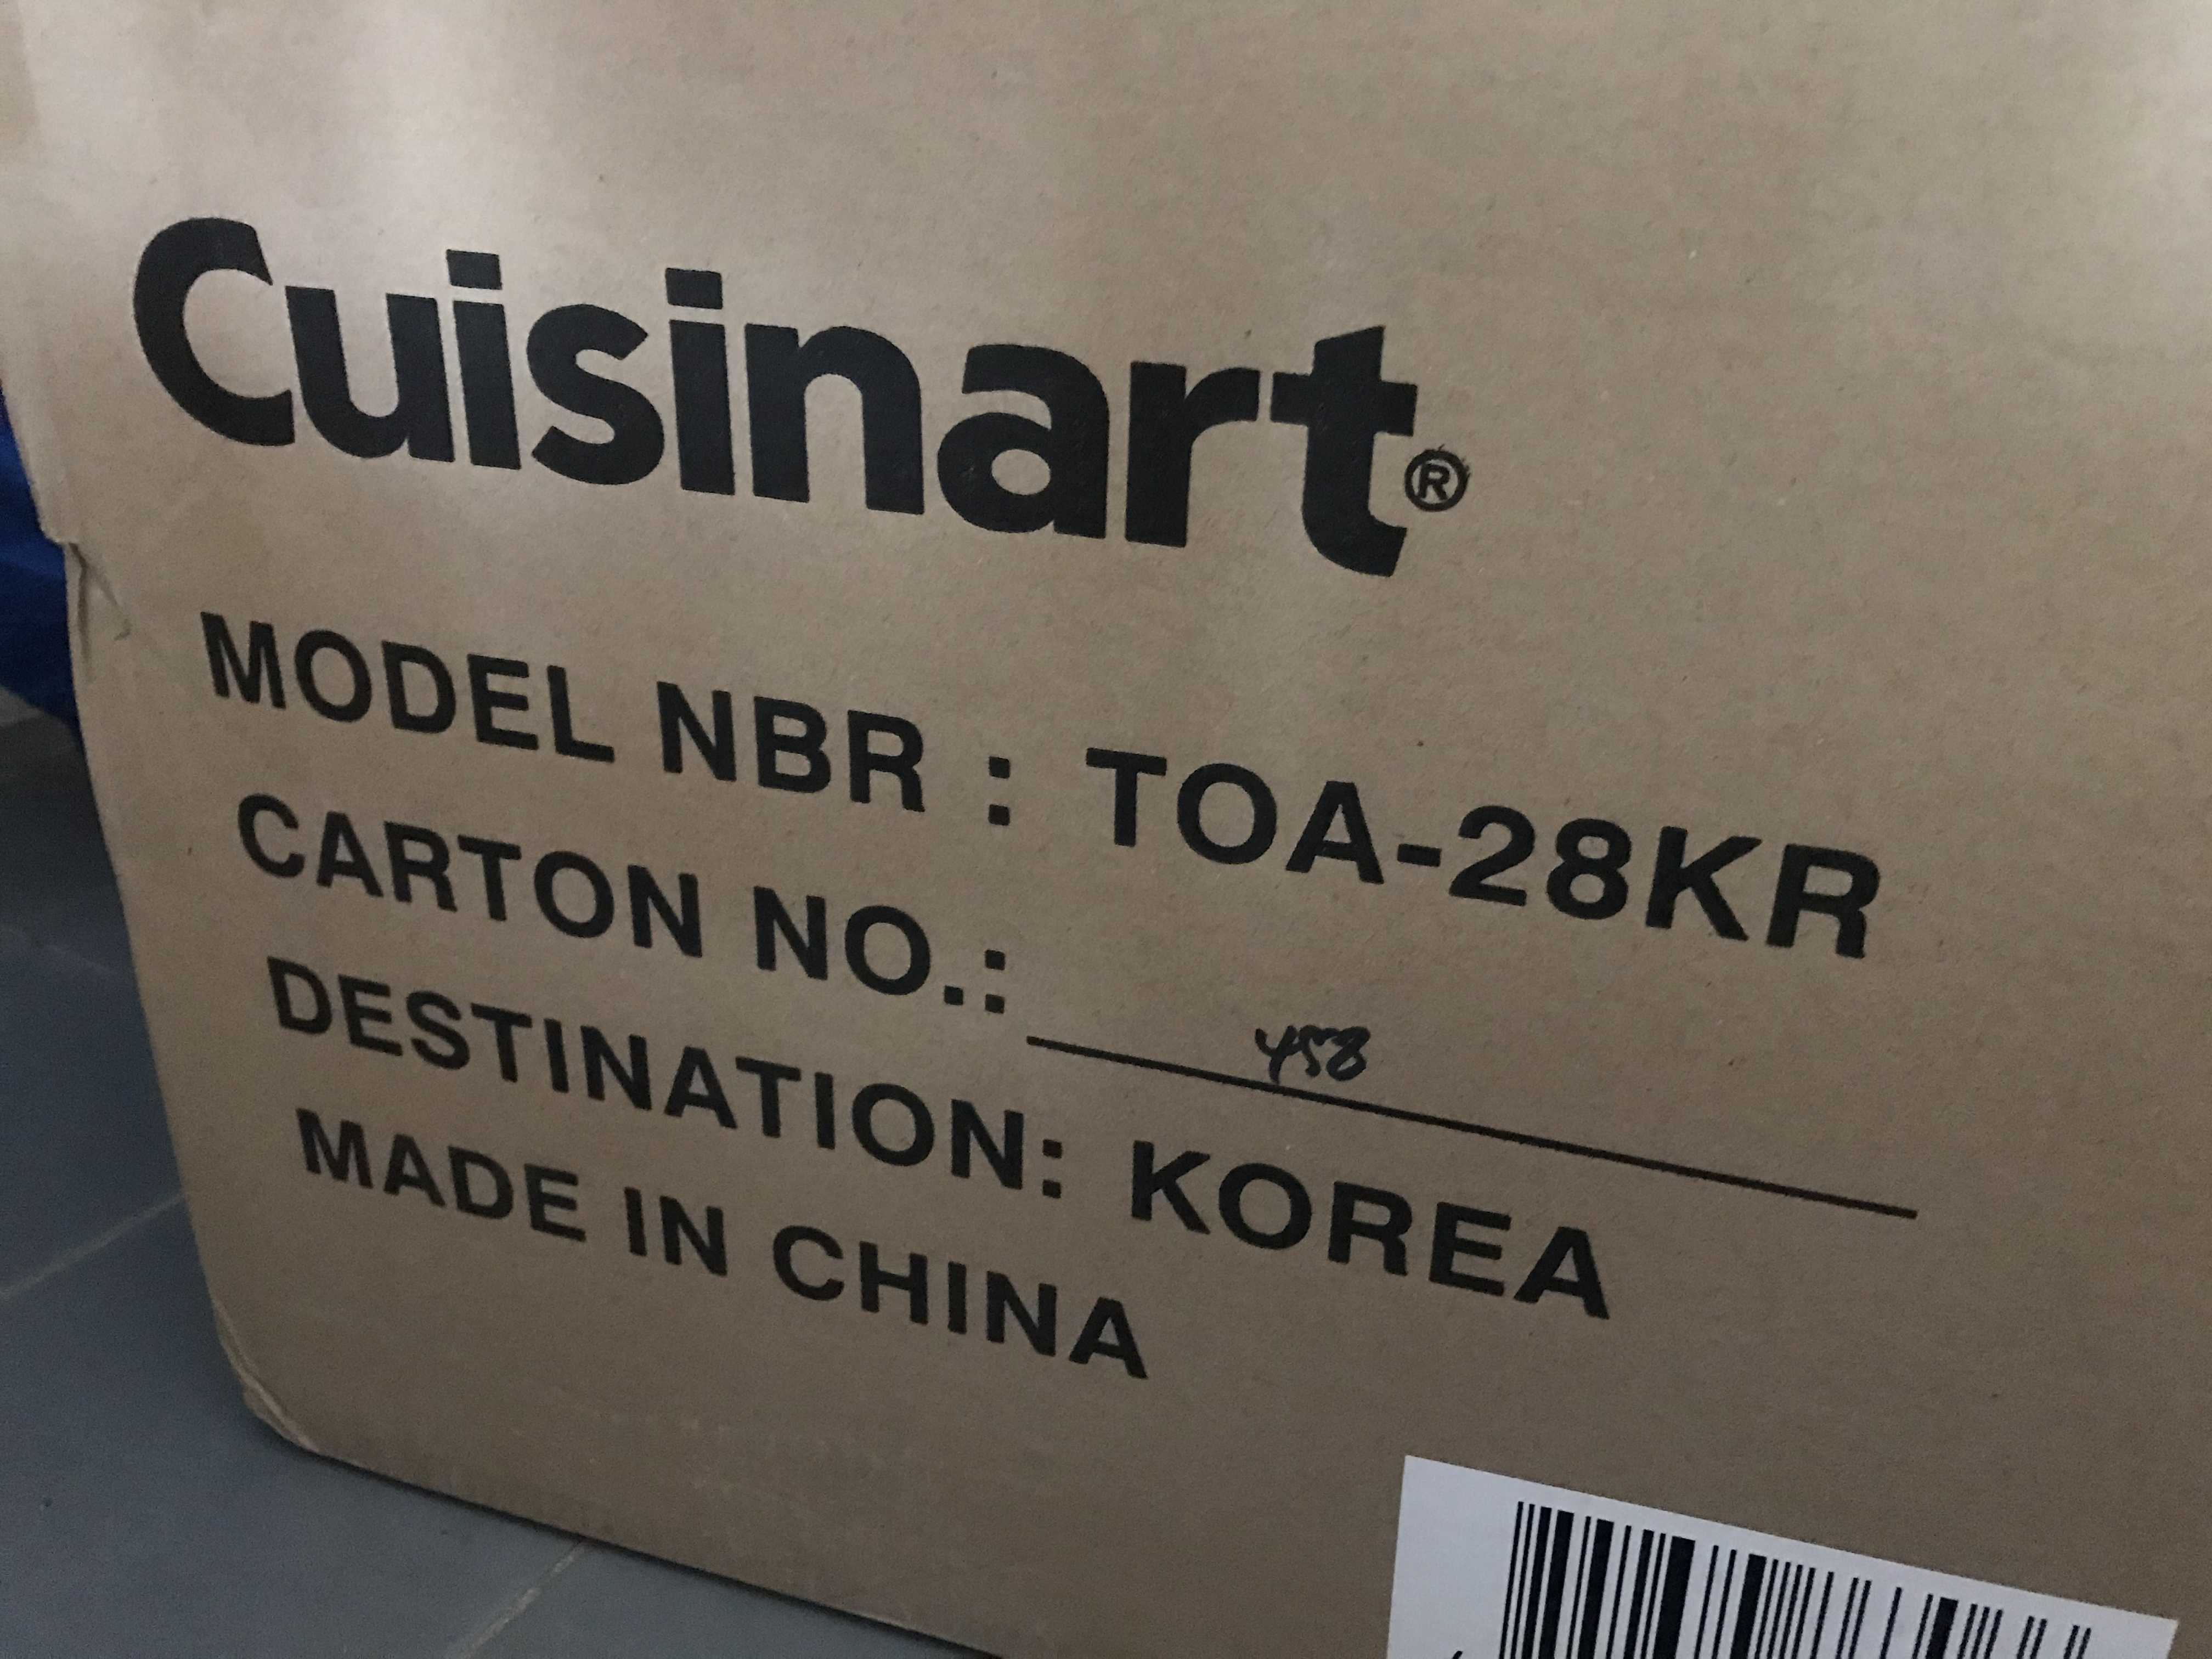 Cuisinart®
MODEL NBR : TOA-28KR
CARTON NO.: 458
DESTINATION: KOREA
MADE IN CHINA